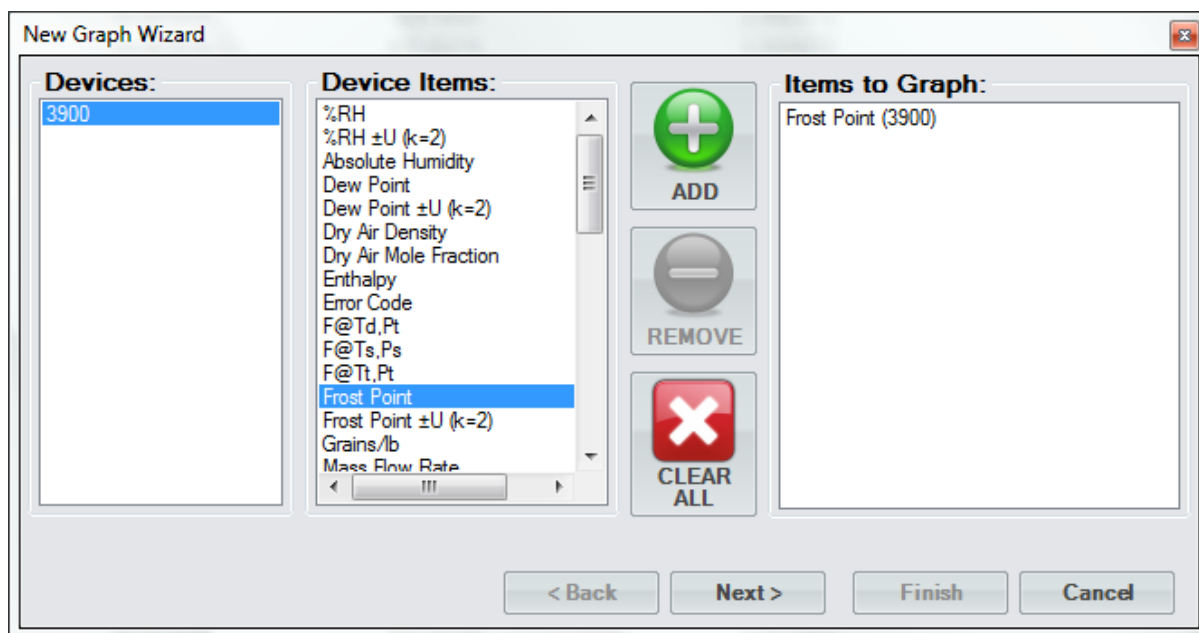 New Graph Wizard
Devices:
3900
Device Items:
%RH
%RH ±U (k=2)
Absolute Humidity
Dew Point
Dew Point ±U (k=2)
Dry Air Density
Dry Air Mole Fraction
Enthalpy
Error Code
F@Td,Pt
F@Ts,Ps
F@Tt,Pt
Frost Point
Frost Point ±U (k=2)
Grains/lb
Mass Flow Rate
ADD
REMOVE
CLEAR
ALL
Items to Graph:
Frost Point (3900)
< Back
Next >
Finish
Cancel